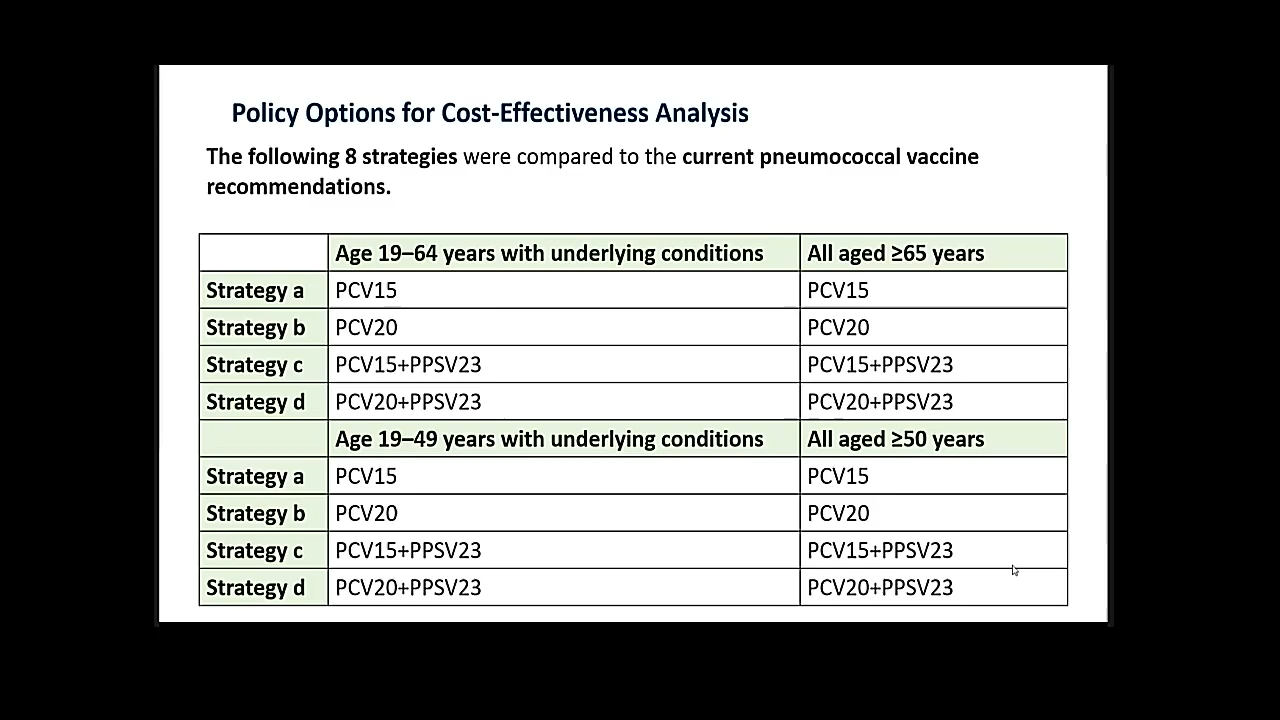 Policy Options for Cost-Effectiveness Analysis
The following 8 strategies were compared to the current pneumococcal vaccine
recommendations.
Age 19–64 years with underlying conditions All aged ≥65 years
Strategy a PCV15 PCV15
Strategy b PCV20 PCV20
Strategy c PCV15+PPSV23 PCV15+PPSV23
Strategy d PCV20+PPSV23 PCV20+PPSV23
Age 19–49 years with underlying conditions All aged ≥50 years
Strategy a PCV15 PCV15
Strategy b PCV20 PCV20
Strategy c PCV15+PPSV23 PCV15+PPSV23
Strategy d PCV20+PPSV23 PCV20+PPSV23